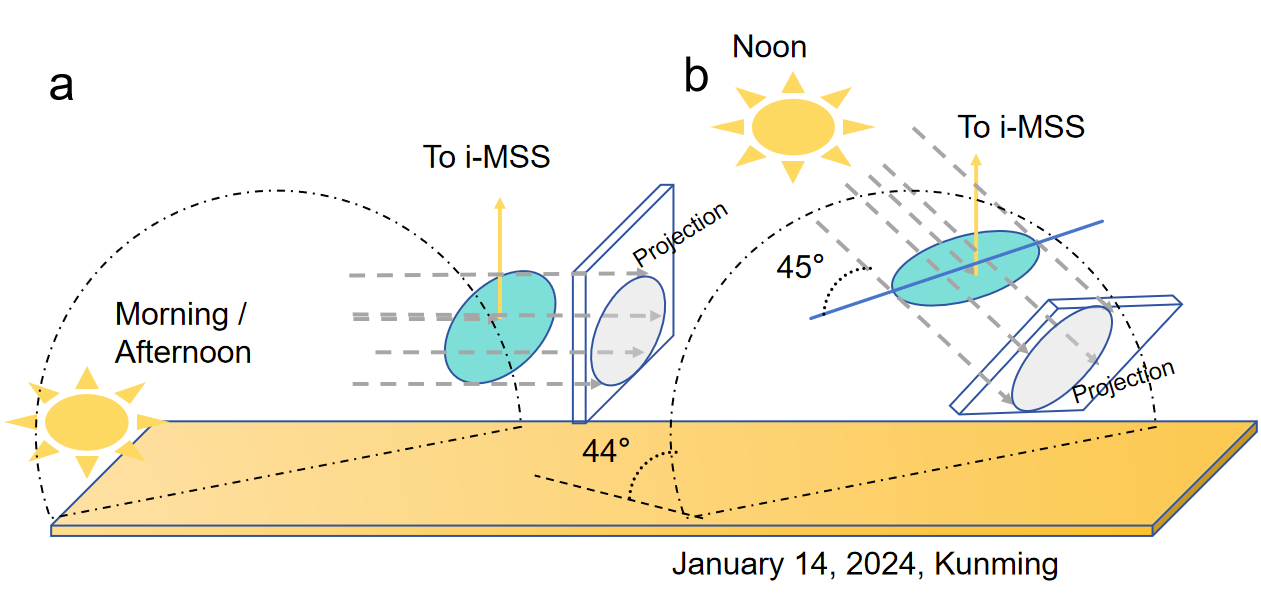 a
To i-MSS
Projection
Morning /
Afternoon
b
Noon
To i-MSS
45°
Projection
44°
January 14, 2024, Kunming